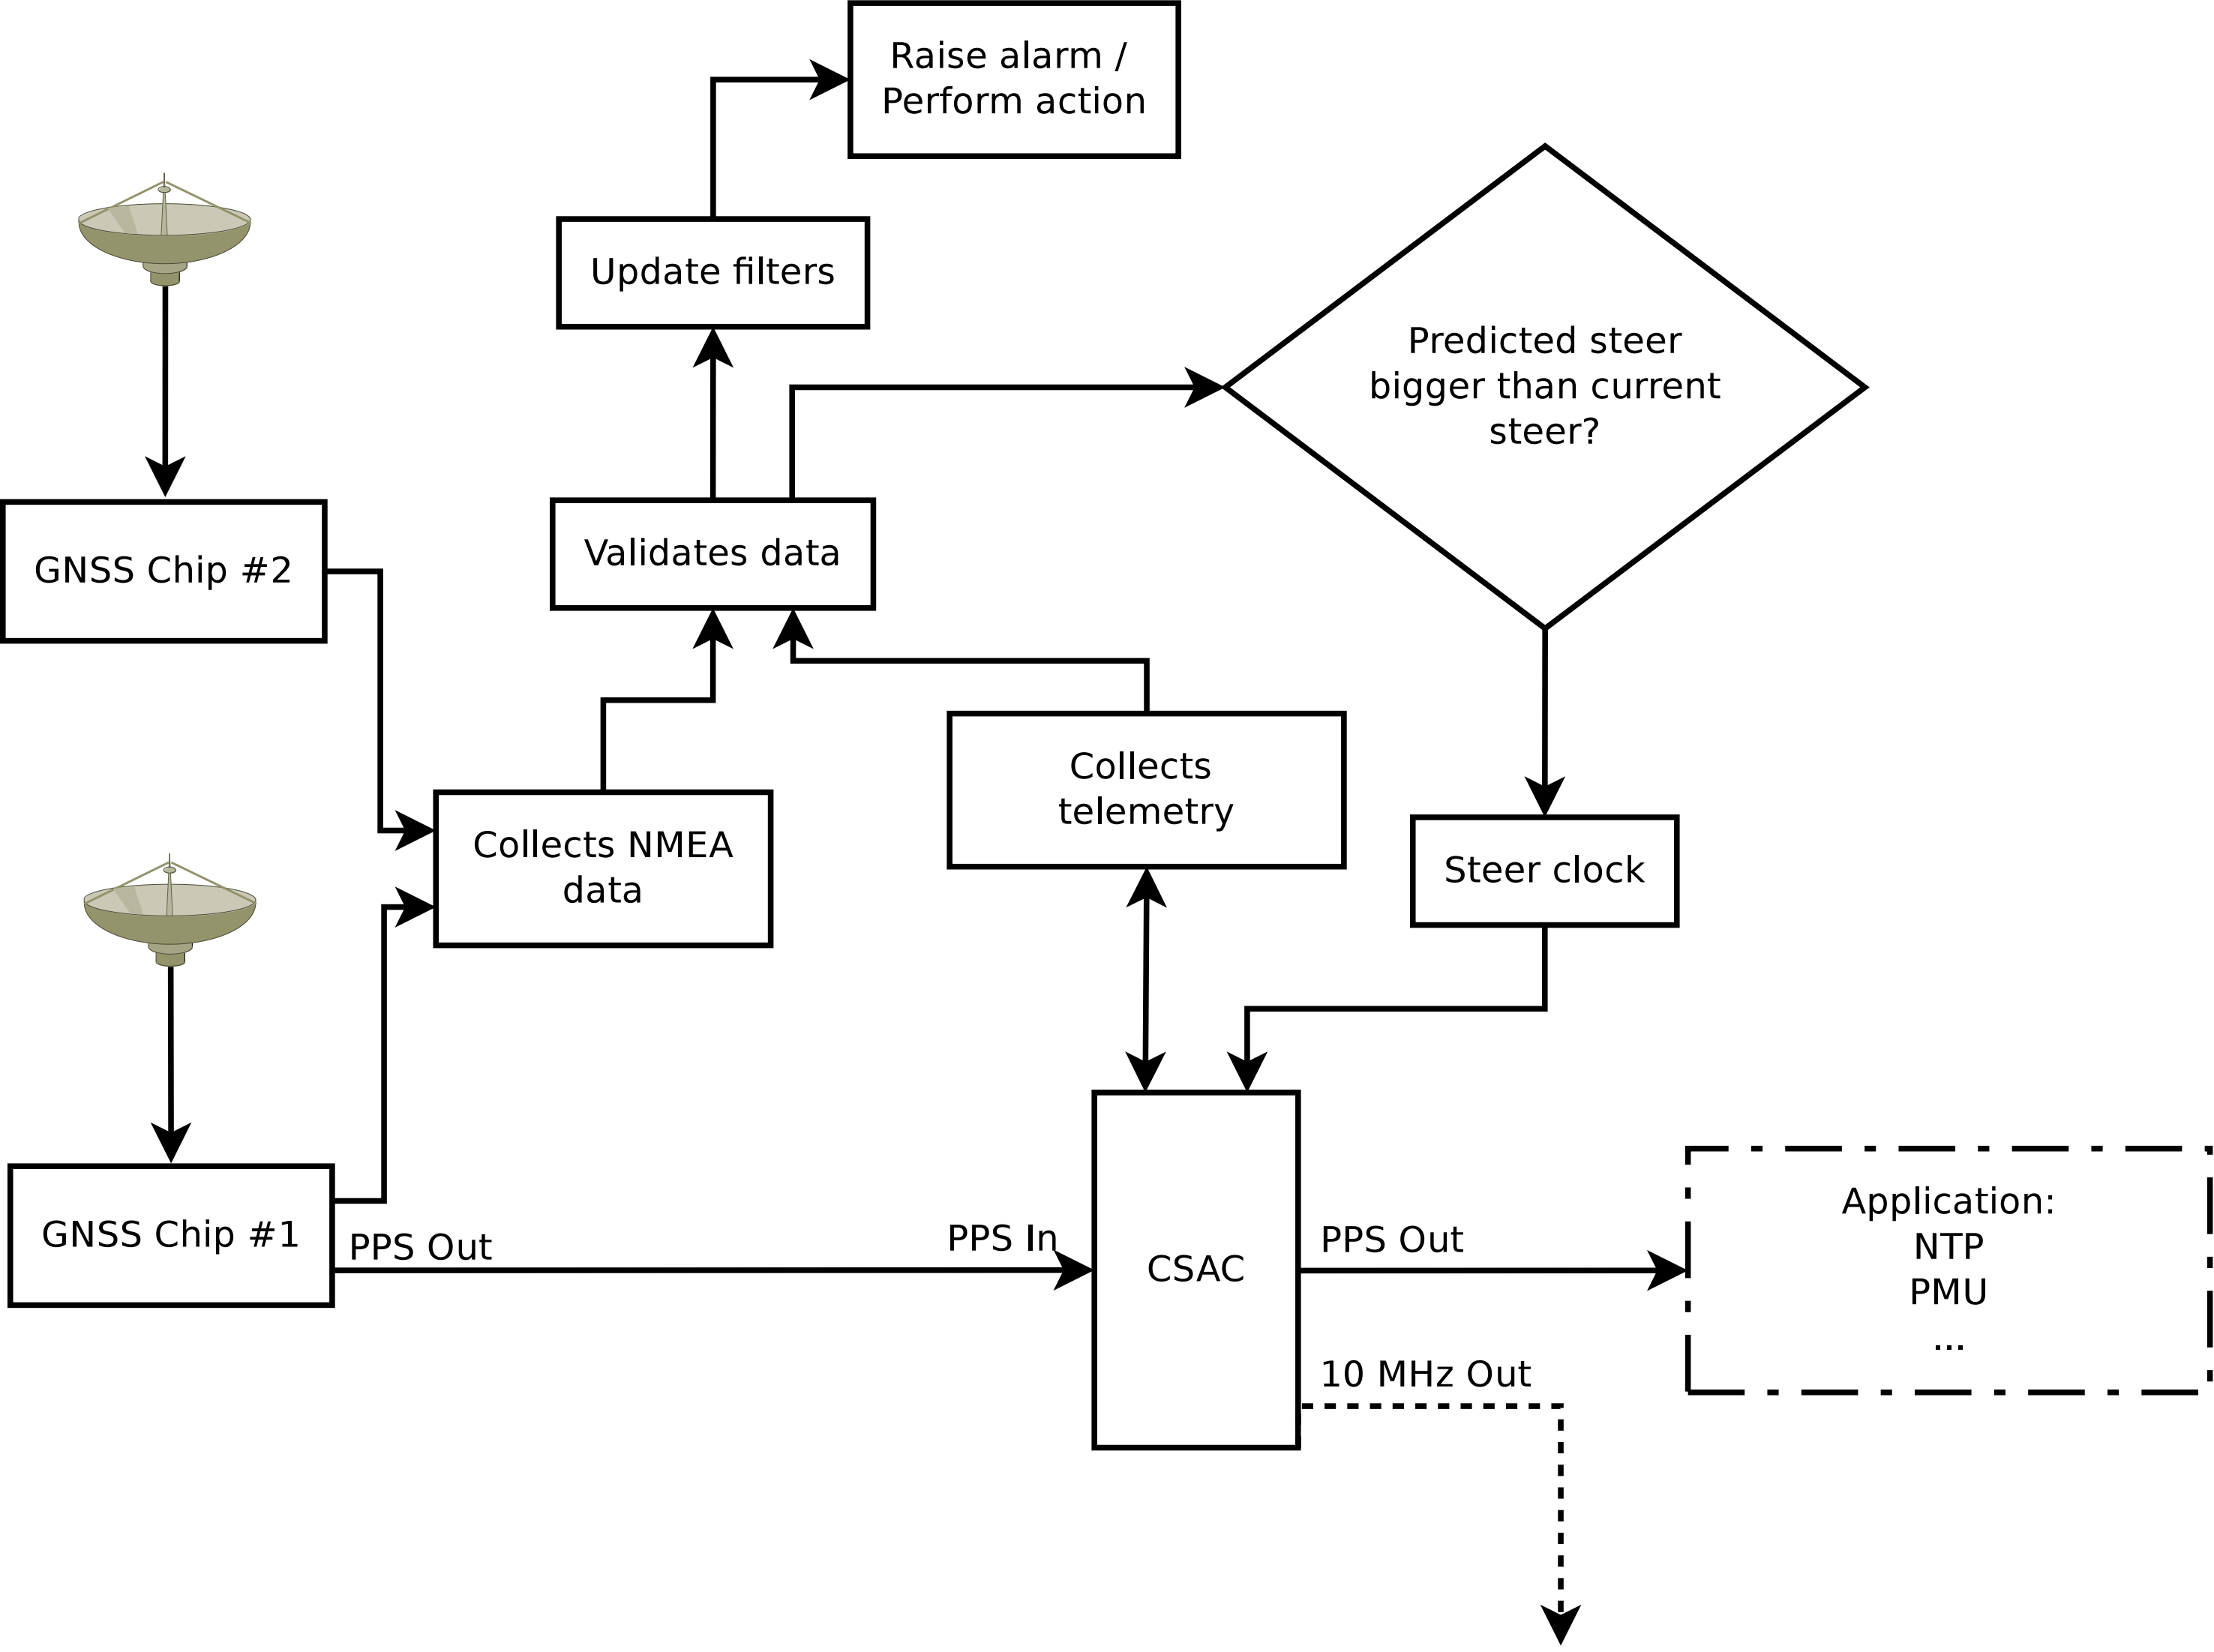 Raise alarm /
Perform action
Update filters
Predicted steer
bigger than current
steer?
GNSS Chip #2
Validates data
Collects
telemetry
Collects NMEA
data
Steer clock
GNSS Chip #1
PPS Out
PPS In
CSAC
PPS Out
Application:
NTP
PMU
...
10 MHz Out